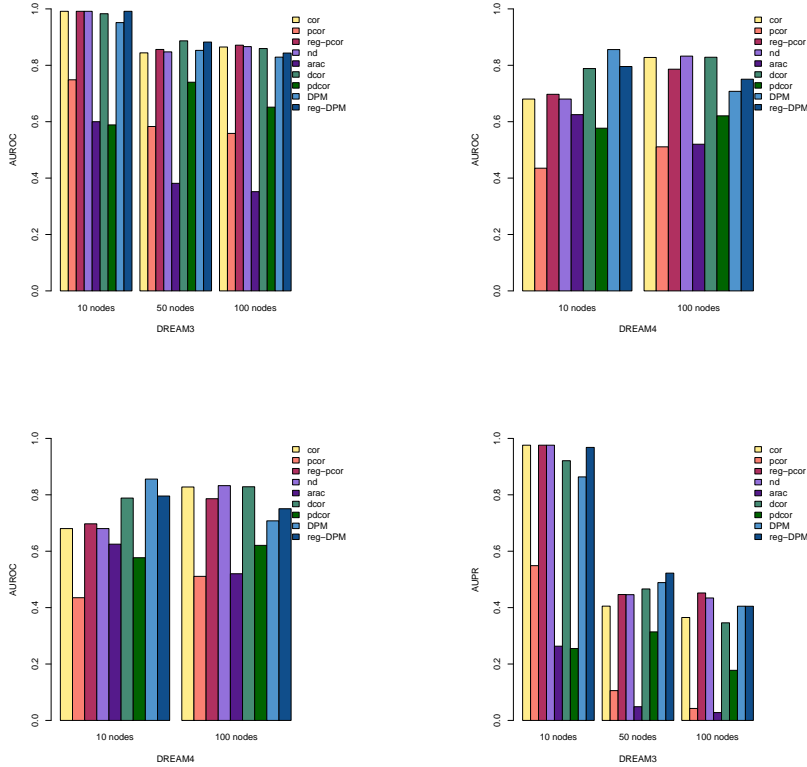 1.0
0.8
0.6
0.4
0.2
0.0
AUROC
cor
pcor
reg−pcor
nd
arac
dcor
pdcor
DPM
reg−DPM
10 nodes
50 nodes
100 nodes
DREAM3
1.0
0.8
0.6
0.4
0.2
0.0
AUROC
cor
pcor
reg−pcor
nd
arac
dcor
pdcor
DPM
reg−DPM
10 nodes
100 nodes
DREAM4
1.0
0.8
0.6
0.4
0.2
0.0
AUROC
cor
pcor
reg−pcor
nd
arac
dcor
pdcor
DPM
reg−DPM
10 nodes
100 nodes
DREAM4
1.0
0.8
0.6
0.4
0.2
0.0
AUPR
cor
pcor
reg−pcor
nd
arac
dcor
pdcor
DPM
reg−DPM
10 nodes
50 nodes
100 nodes
DREAM3